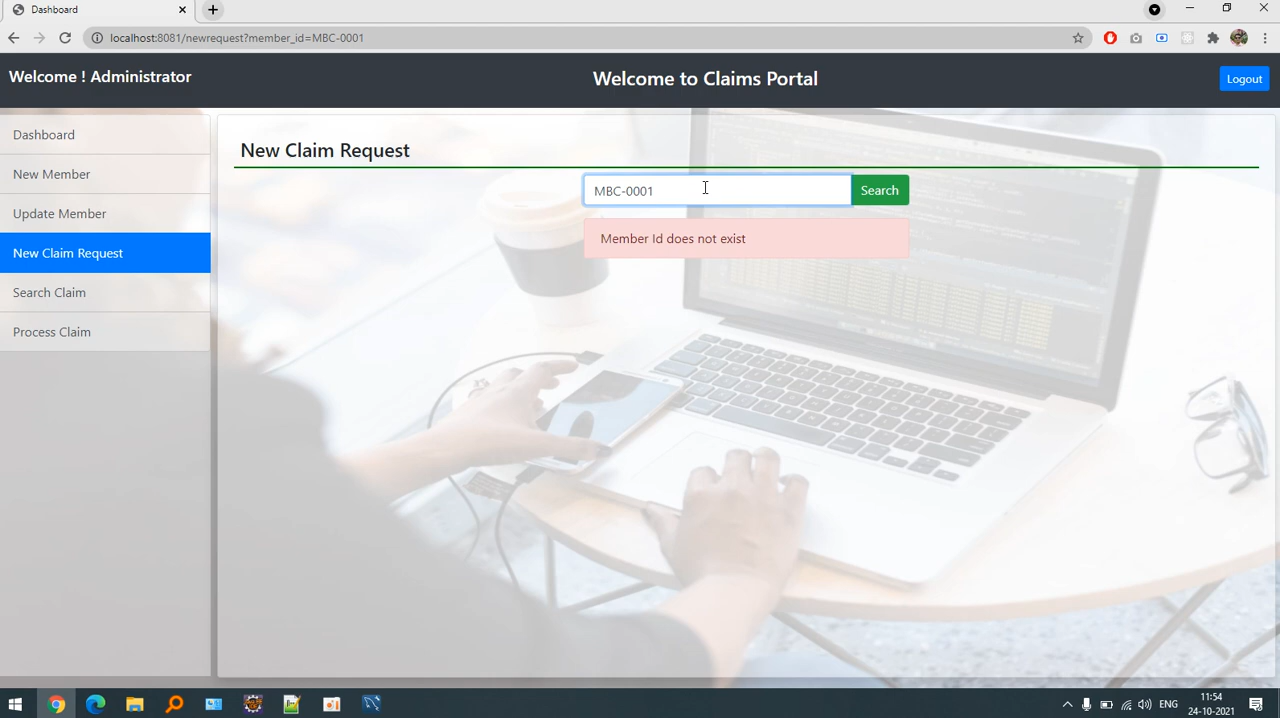 Dashboard
localhost:8081/newrequest?member_id=MBC-0001
Welcome ! Administrator
Welcome to Claims Portal
Logout
Dashboard
New Member
Update Member
New Claim Request
Search Claim
Process Claim
New Claim Request
MBC-0001
Search
Member Id does not exist
ENG
11:54
24-10-2021